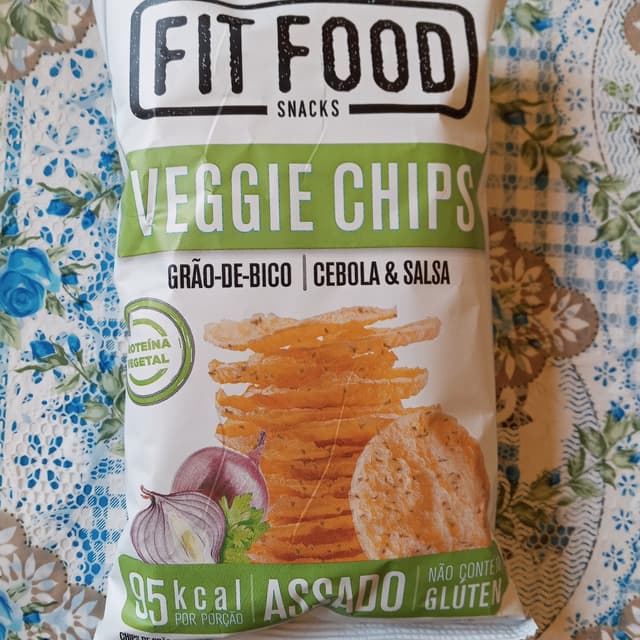 FIT FOOD
SNACKS
VEGGIE CHIPS
GRÃO-DE-BICO | CEBOLA & SALSA
PROTEÍNA
VEGETAL
95 kcal
POR PORÇÃO
ASSADO
NÃO CONTÉM
GLÚTEN